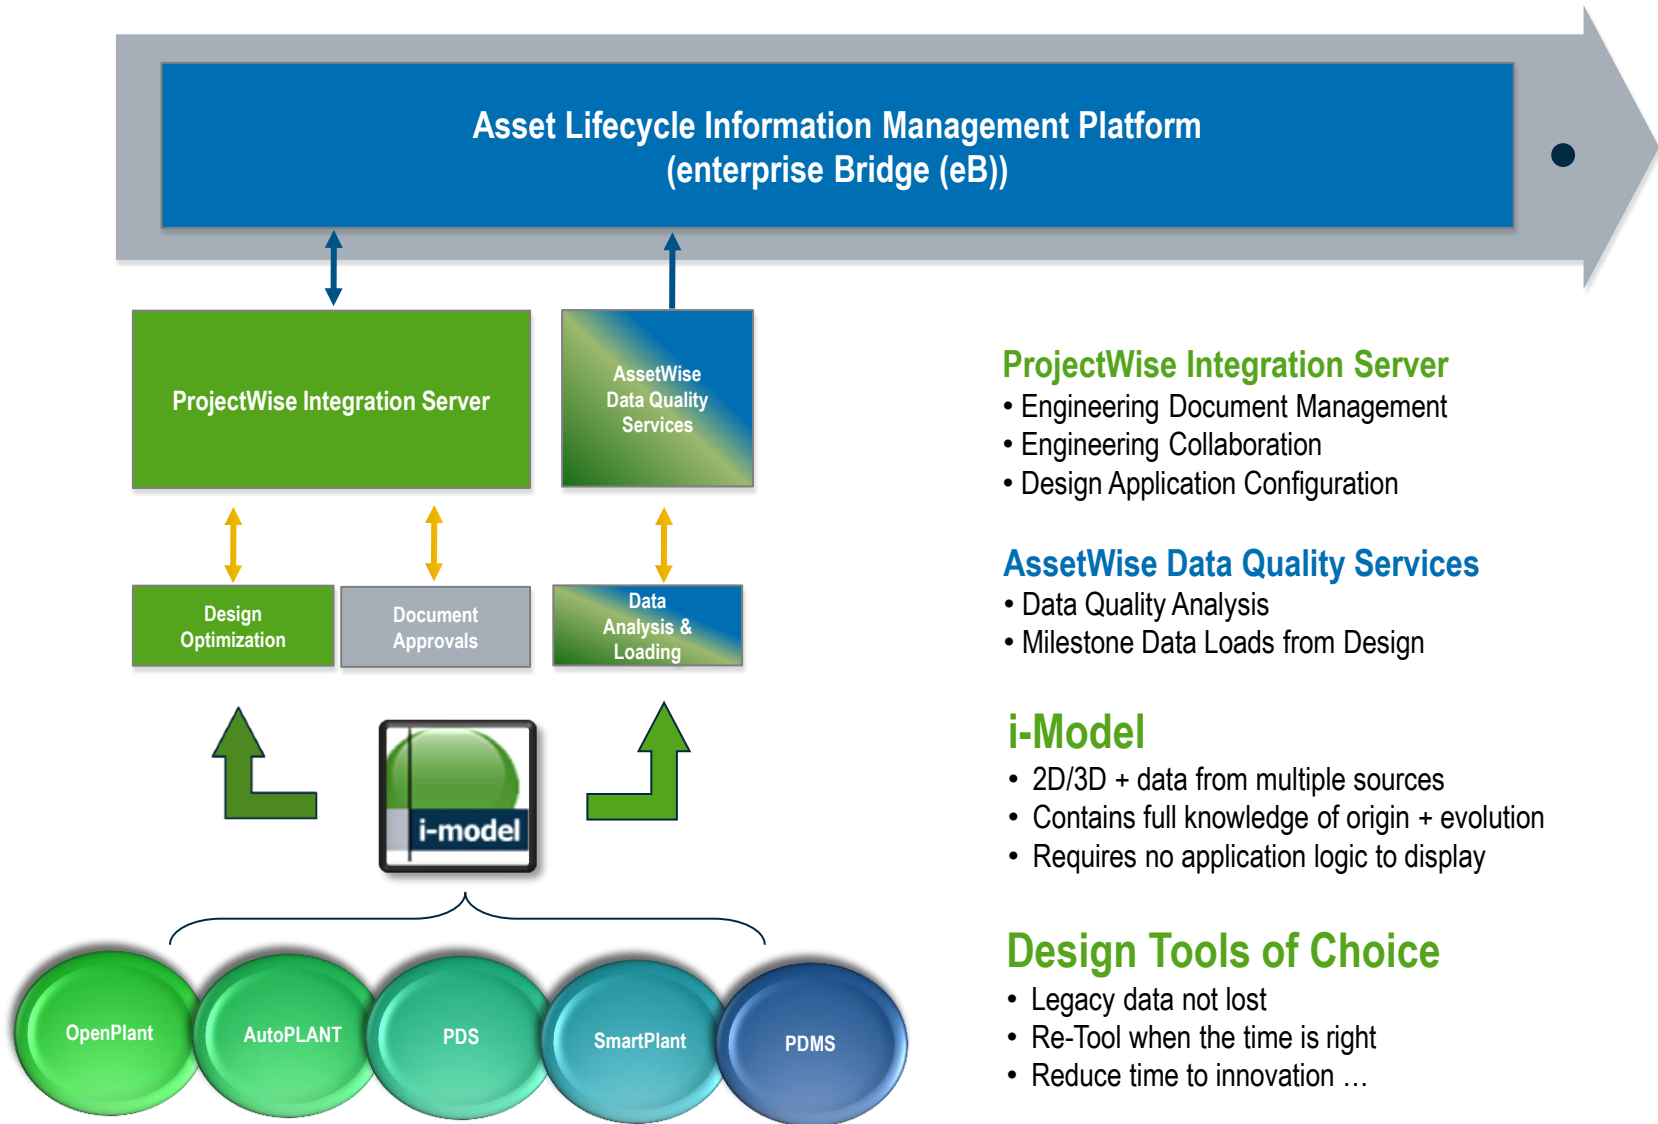 Asset Lifecycle Information Management Platform
(enterprise Bridge (eB))
ProjectWise Integration Server
AssetWise
Data Quality
Services
Design
Optimization
Document
Approvals
Data
Analysis &
Loading
i-model
OpenPlant
AutoPLANT
PDS
SmartPlant
PDMS
ProjectWise Integration Server
• Engineering Document Management
• Engineering Collaboration
• Design Application Configuration
AssetWise Data Quality Services
• Data Quality Analysis
• Milestone Data Loads from Design
i-Model
• 2D/3D + data from multiple sources
• Contains full knowledge of origin + evolution
• Requires no application logic to display
Design Tools of Choice
• Legacy data not lost
• Re-Tool when the time is right
• Reduce time to innovation …